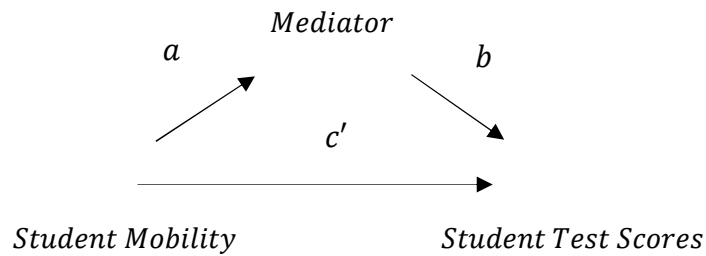 Mediator
a
b
c′
Student Mobility
Student Test Scores